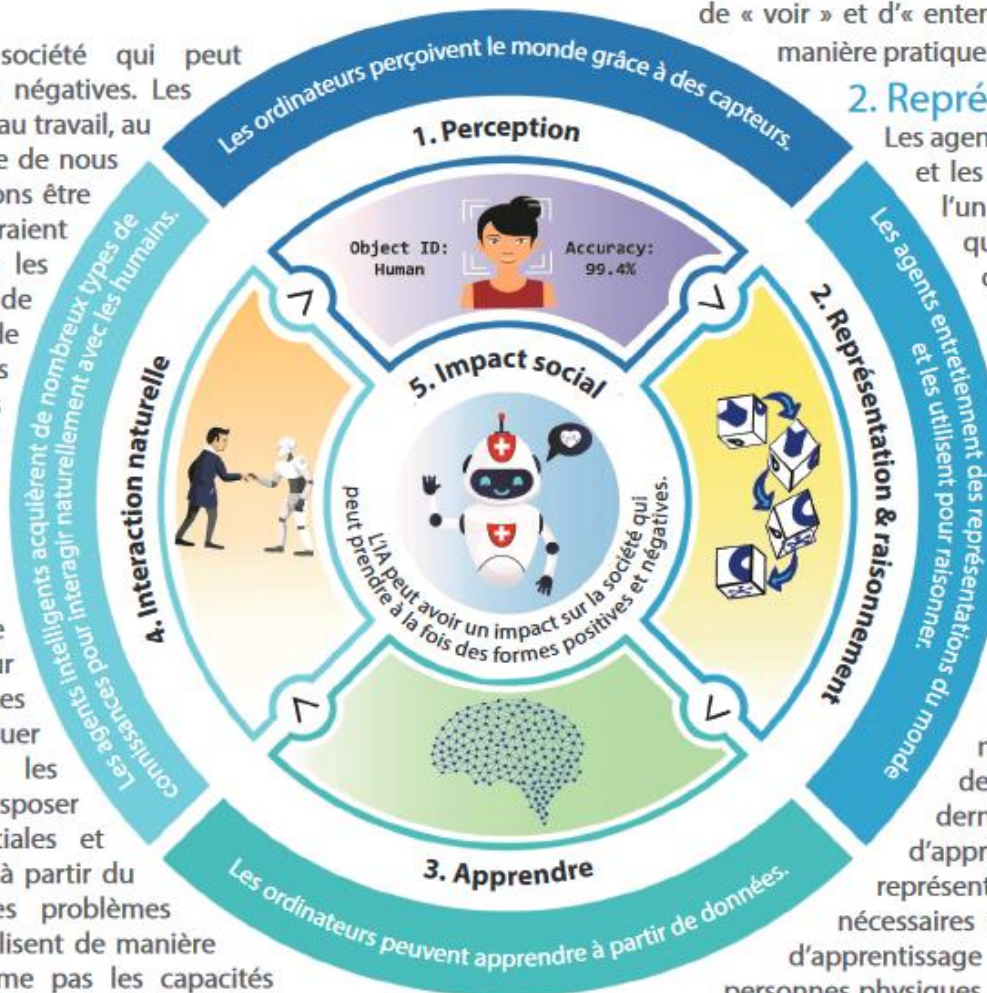 de « voir » et d'«
manière pratique
2. Repré
Les agen
et les
l'un
qu
société qui peut
négatives. Les
au travail, au
e de nous
ons être
raient
les
de
de
s
e
ur
es
uer
les
sposer
ciales et
à partir du
es problèmes
lisent de manière
me pas les capacités
Les ordinateurs perçoivent le monde grâce à des capteurs.
1. Perception
Object ID:
Human
Accuracy:
99.4%
Les agents entretiennent des représentations du monde
et les utilisent pour raisonner.
2. Représentation & raisonnement
3. Apprendre
Les ordinateurs peuvent apprendre à partir de données.
4. Interaction naturelle
Les agents intelligents acquièrent de nombreux types de
connissances pour interagir naturellement avec les humains.
5. Impact social
L'IA peut avoir un impact sur la société qui
peut prendre à la fois des formes positives et négatives.
de
dern
d'appr
représent
nécessaires
d'apprentissage
personnes physiques